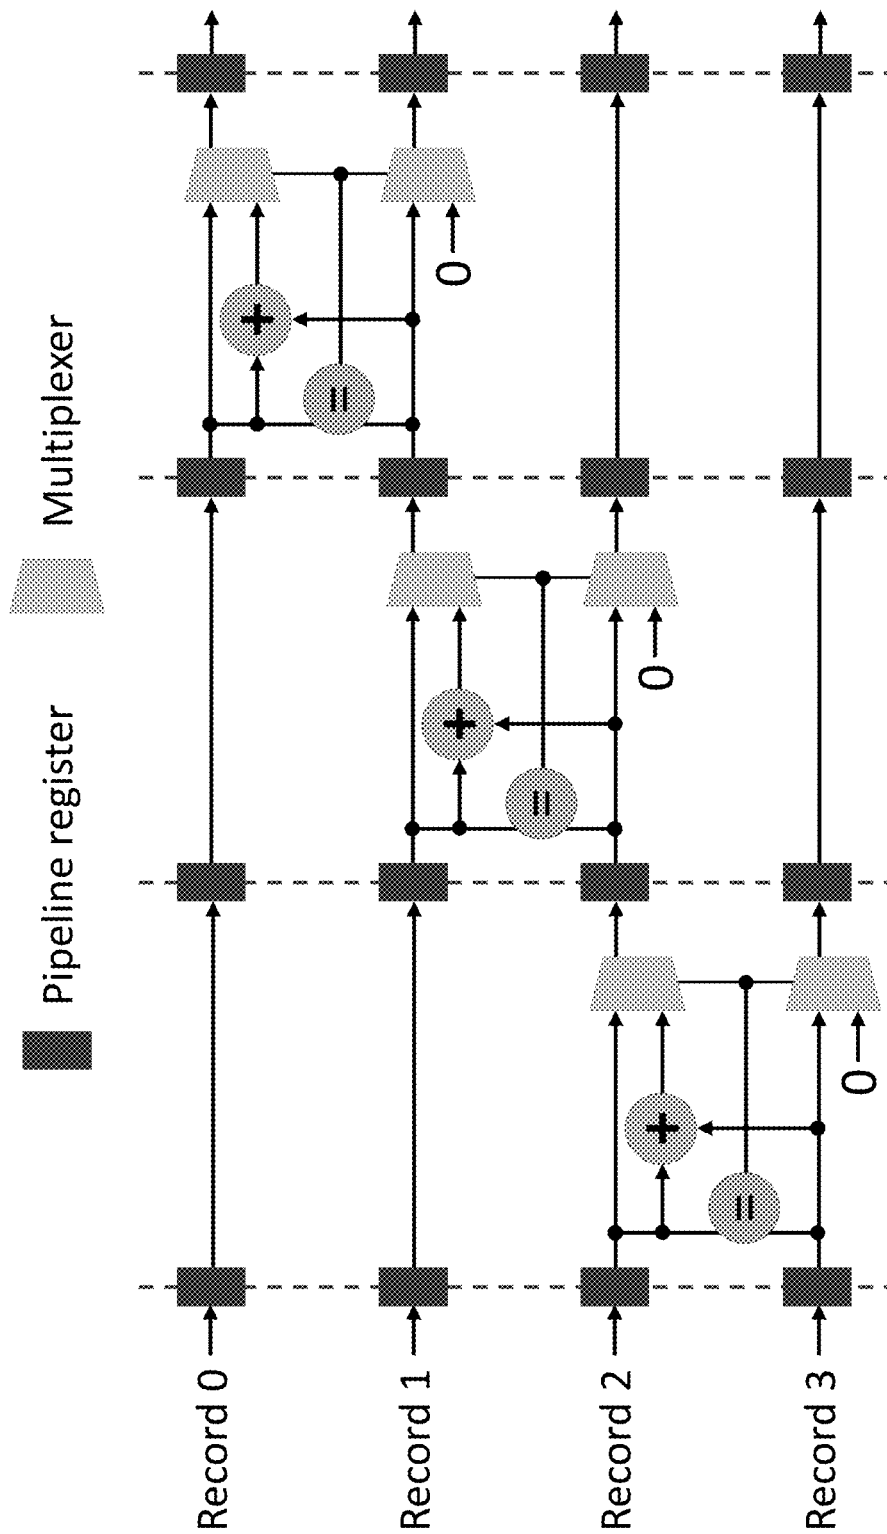 Pipeline register
Multiplexer
Record 0
Record 1
Record 2
Record 3
+
=
0
+
=
0
+
=
0